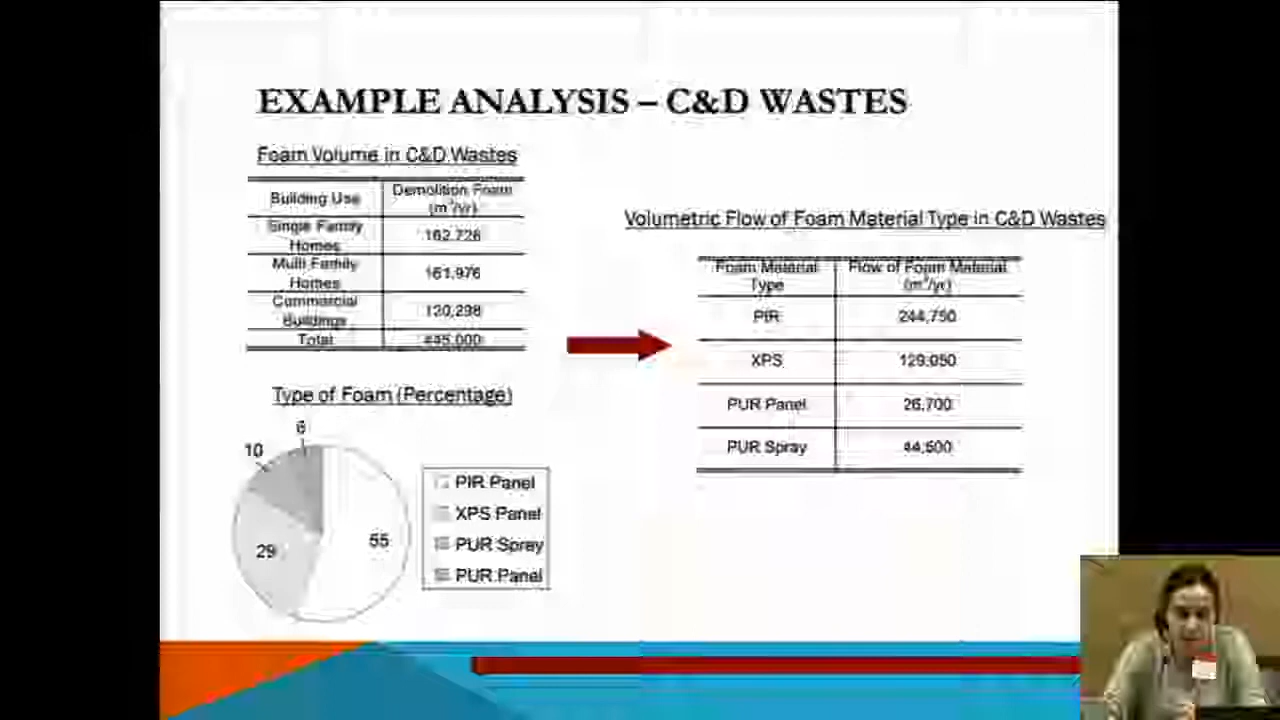 EXAMPLE ANALYSIS – C&D WASTES
Foam Volume in C&D Wastes
Building Use
Demolition Foam
(m³/yr)
Single Family
Homes
162,726
Multi Family
Homes
161,976
Commercial
Buildings
120,298
Total
445,000
Type of Foam (Percentage)
6
10
29
55
PIR Panel
XPS Panel
PUR Spray
PUR Panel
Volumetric Flow of Foam Material Type in C&D Wastes
Foam Material
Type
Flow of Foam Material
(m³/yr)
PIR
244,750
XPS
129,050
PUR Panel
26,700
PUR Spray
44,500